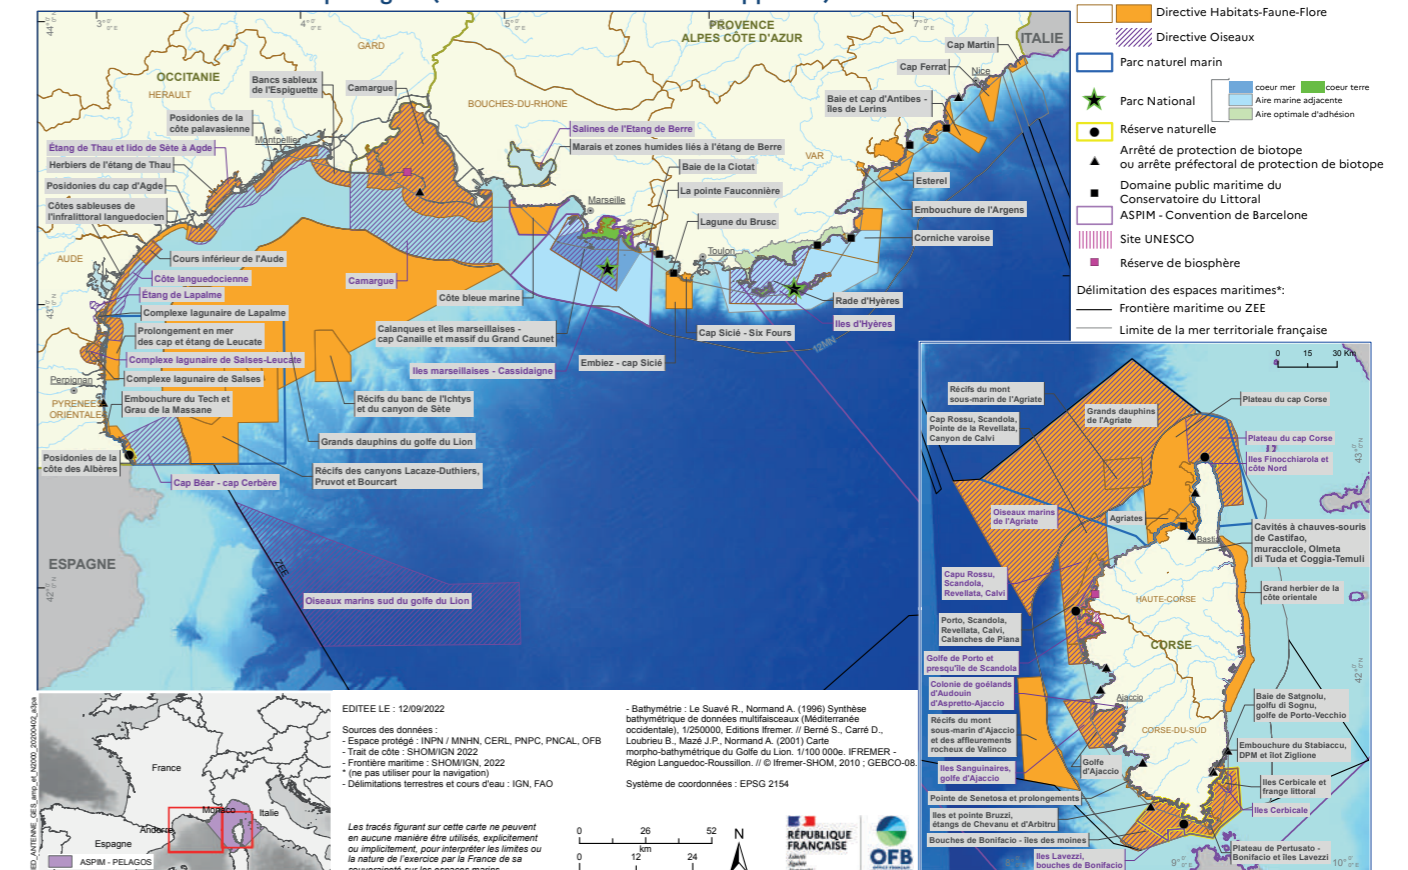 PROVENCE
ALPES CÔTE D'AZUR
ITALIE
OCCITANIE
GARD
HERAULT
BOUCHES-DU-RHONE
VAR
AUDE
PYRENEES
ORIENTALES
ESPAGNE
Cap Martin
Nice
Cap Ferrat
Baie et cap d'Antibes -
îles de Lerins
Bancs sableux
de l'Espiguette
Camargue
Posidonies de la
côte palavasienne
Montpellier
Étang de Thau et lido de Sète à Agde
Herbiers de l'étang de Thau
Posidonies du cap d'Agde
Côtes sableuses de
l'infralittoral languedocien
Salines de l'Etang de Berre
Marais et zones humides liés à l'étang de Berre
Baie de la Ciotat
La pointe Fauconnière
Marseille
Lagune du Brusc
Toulon
Esterel
Embouchure de l'Argens
Corniche varoise
Cours inférieur de l'Aude
Côte languedocienne
Étang de Lapalme
Complexe lagunaire de Lapalme
Prolongement en mer
des cap et étang de Leucate
Complexe lagunaire de Salses-Leucate
Complexe lagunaire de Salses
Perpignan
Embouchure du Tech et
Grau de la Massane
Posidonies de la
côte des Albères
Cap Béar - cap Cerbère
Camargue
Côte bleue marine
Calanques et îles marseillaises -
cap Canaille et massif du Grand Caunet
Iles marseillaises - Cassidaigne
Embiez - cap Sicié
Cap Sicié - Six Fours
Rade d'Hyères
Iles d'Hyères
12MN
Récifs du banc de l'Ichtys
et du canyon de Sète
Grands dauphins du golfe du Lion
Récifs des canyons Lacaze-Duthiers,
Pruvot et Bourcart
ZEE
Oiseaux marins sud du golfe du Lion
Directive Habitats-Faune-Flore
Directive Oiseaux
Parc naturel marin
Parc National
coeur mer
coeur terre
Aire marine adjacente
Aire optimale d'adhésion
Réserve naturelle
Arrêté de protection de biotope
ou arrête préfectoral de protection de biotope
Domaine public maritime du
Conservatoire du Littoral
ASPIM - Convention de Barcelone
Site UNESCO
Réserve de biosphère
Délimitation des espaces maritimes*:
Frontière maritime ou ZEE
Limite de la mer territoriale française
0 15 30 Km
Récifs du mont
sous-marin de l'Agriate
Cap Rossu, Scandola,
Pointe de la Revellata,
Canyon de Calvi
Grands dauphins
de l'Agriate
Plateau du cap Corse
Plateau du cap Corse
Iles Finocchiarola et
côte Nord
Oiseaux marins
de l'Agriate
Agriates
Bastia
Cavités à chauves-souris
de Castifao,
muracciole, Olmeta
di Tuda et Coggia-Temuli
Capu Rossu,
Scandola,
Revellata, Calvi
Grand herbier de la
côte orientale
HAUTE-CORSE
Porto, Scandola,
Revellata, Calvi,
Calanches de Piana
CORSE
Golfe de Porto et
presqu'île de Scandola
Colonie de goélands
d'Audouin
d'Aspretto-Ajaccio
Ajaccio
Récifs du mont
sous-marin d'Ajaccio
et des affleurements
rocheux de Valinco
CORSE-DU-SUD
Baie de Satgnolu,
golfu di Sognu,
golfe de Porto-Vecchio
Embouchure du Stabiaccu,
DPM et îlot Ziglione
Golfe
d'Ajaccio
Iles Sanguinaires,
golfe d'Ajaccio
Iles Cerbicale et
frange littoral
Iles Cerbicale
Pointe de Senetosa et prolongements
Iles et pointe Bruzzi,
étangs de Chevanu et d'Arbitru
Bouches de Bonifacio - îles des moines
Iles Lavezzi,
bouches de Bonifacio
Plateau de Pertusato -
Bonifacio et îles Lavezzi
France
Monaco
Italie
Andorre
Espagne
ASPIM - PELAGOS
EDITEE LE : 12/09/2022
Sources des données :
- Espace protégé : INPN / MNHN, CERL, PNPC, PNCAL, OFB
- Trait de côte : SHOM/IGN 2022
- Frontière maritime : SHOM/IGN, 2022
* (ne pas utiliser pour la navigation)
- Délimitations terrestres et cours d'eau : IGN, FAO
- Bathymétrie : Le Suavé R., Normand A. (1996) Synthèse
bathymétrique de données multifaisceaux (Méditerranée
occidentale), 1/250000, Editions Ifremer. // Berné S., Carré D.,
Loubrieu B., Mazé J.P., Normand A. (2001) Carte
morpho-bathymétrique du Golfe du Lion. 1/100 000e. IFREMER -
Région Languedoc-Roussillon. // © Ifremer-SHOM, 2010 ; GEBCO-08.
Système de coordonnées : EPSG 2154
Les tracés figurant sur cette carte ne peuvent
en aucune manière être utilisés, explicitement
ou implicitement, pour interpréter les limites ou
la nature de l'exercice par la France de sa
0 26 52
km
0 12 24
N
RÉPUBLIQUE
FRANÇAISE
OFB